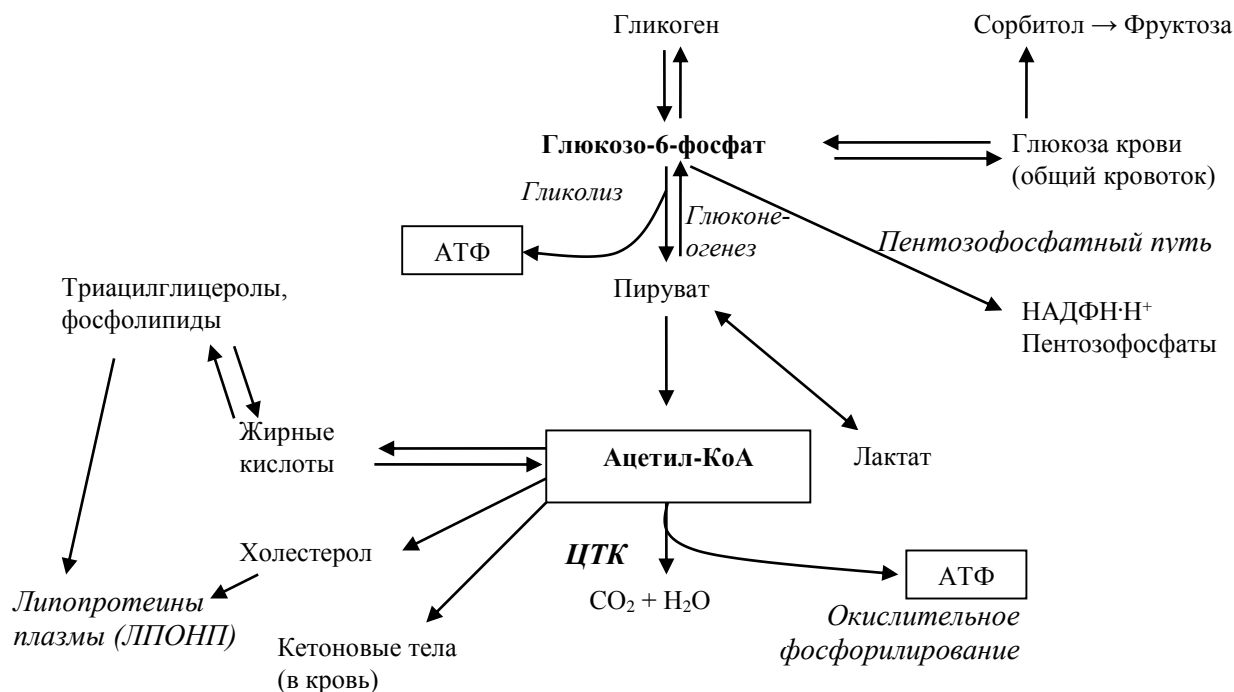 Гликоген
Сорбитол → Фруктоза
Глюкозо-6-фосфат
Глюкоза крови
(общий кровоток)
Гликолиз
Глюконе-
огенез
Пентозофосфатный путь
АТФ
Пируват
НАДФН·Н⁺
Пентозофосфаты
Триацилглицеролы,
фосфолипиды
Жирные
кислоты
Ацетил-КоА
Лактат
Холестерол
ЦТК
АТФ
CO₂ + H₂O
Липопротеины
плазмы (ЛПОНП)
Окислительное
фосфорилирование
Кетоновые тела
(в кровь)